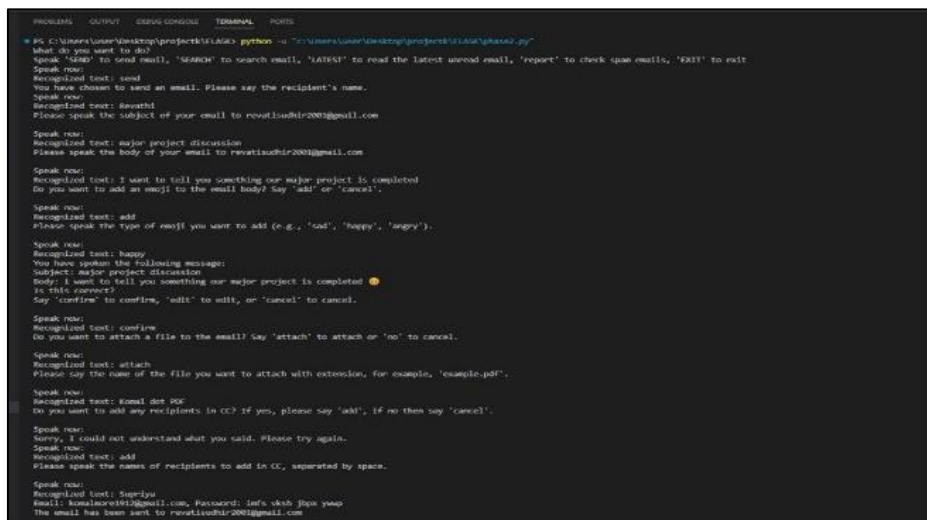 PROBLEMS OUTPUT DEBUG CONSOLE TERMINAL PORTS
PS C:\Users\user\Desktop\projectk\FLASK> python -u "c:\Users\user\Desktop\projectk\FLASK\phase2.py"
What do you want to do?
Speak 'SEND' to send email, 'SEARCH' to search email, 'LATEST' to read the latest unread email, 'report' to check spam emails, 'EXIT' to exit
Speak now:
Recognized text: send
You have chosen to send an email. Please say the recipient's name.
Speak now:
Recognized text: Revathi
Please speak the subject of your email to revatisudhir2001@gmail.com
Speak now:
Recognized text: major project discussion
Please speak the body of your email to revatisudhir2001@gmail.com
Speak now:
Recognized text: I want to tell you something our major project is completed
Do you want to add an emoji to the email body? Say 'add' or 'cancel'.
Speak now:
Recognized text: add
Please speak the type of emoji you want to add (e.g., 'sad', 'happy', 'angry').
Speak now:
Recognized text: happy
You have spoken the following message:
Subject: major project discussion
Body: i want to tell you something our major project is completed
Is this correct?
Say 'confirm' to confirm, 'edit' to edit, or 'cancel' to cancel.
Speak now:
Recognized text: confirm
Do you want to attach a file to the email? Say 'attach' to attach or 'no' to cancel.
Speak now:
Recognized text: attach
Please say the name of the file you want to attach with extension, for example, 'example.pdf'.
Speak now:
Recognized text: Komal dot PDF
Do you want to add any recipients in CC? If yes, please say 'add', if no then say 'cancel'.
Speak now:
Sorry, I could not understand what you said. Please try again.
Speak now:
Recognized text: add
Please speak the names of recipients to add in CC, separated by space.
Speak now:
Recognized text: Supriya
Email: komalmore1912@gmail.com, Password:
The email has been sent to revatisudhir2001@gmail.com